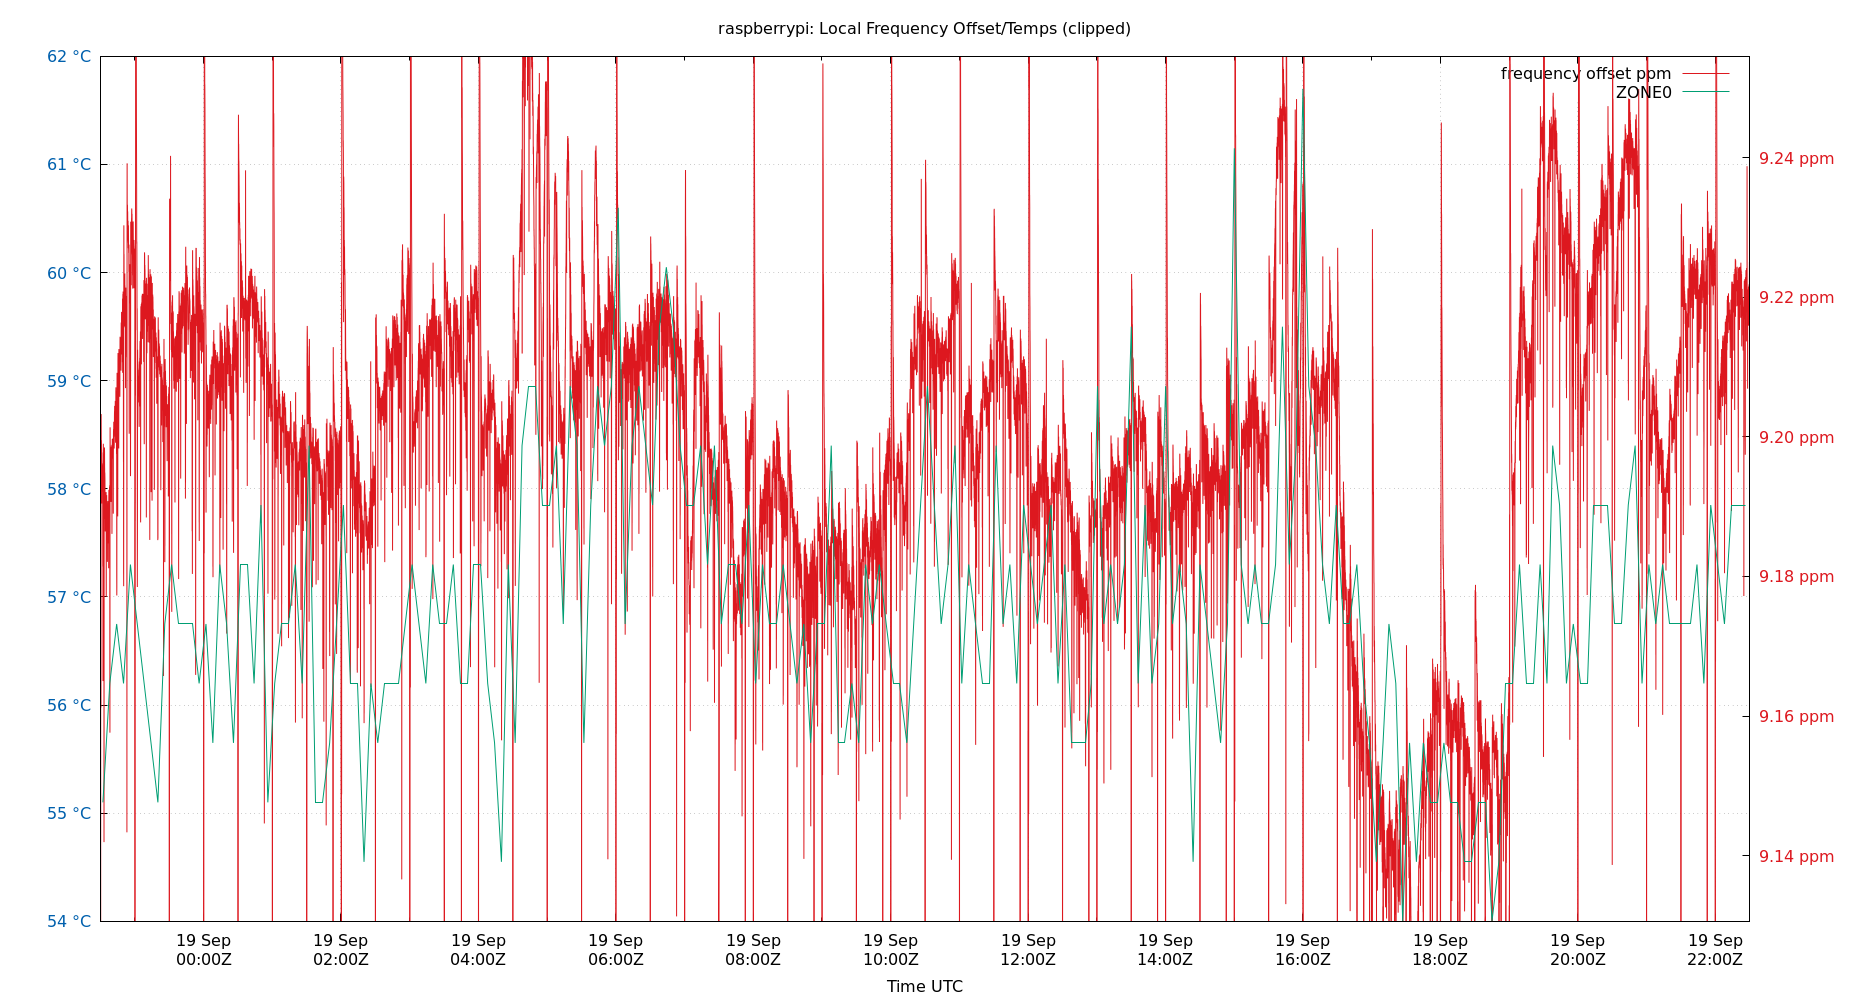 raspberrypi: Local Frequency Offset/Temps (clipped)
62 °C
61 °C
60 °C
59 °C
58 °C
57 °C
56 °C
55 °C
54 °C
frequency offset ppm
ZONE0
9.24 ppm
9.22 ppm
9.20 ppm
9.18 ppm
9.16 ppm
9.14 ppm
19 Sep 19 Sep 19 Sep 19 Sep 19 Sep 19 Sep 19 Sep 19 Sep 19 Sep 19 Sep 19 Sep 19 Sep
00:00Z 02:00Z 04:00Z 06:00Z 08:00Z 10:00Z 12:00Z 14:00Z 16:00Z 18:00Z 20:00Z 22:00Z
Time UTC